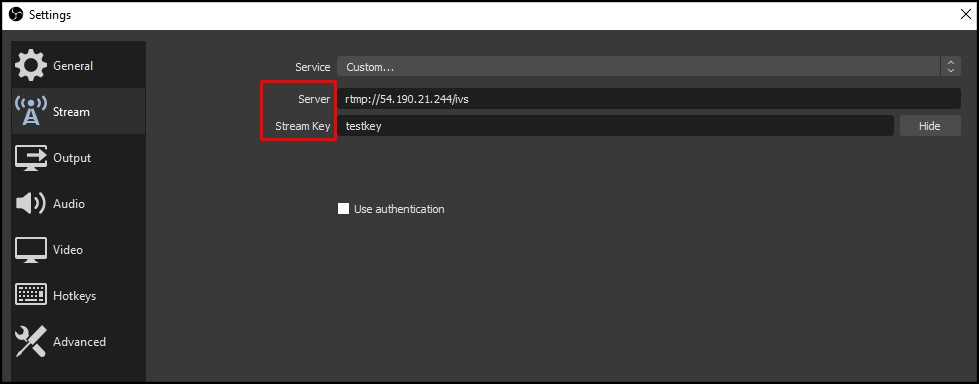 Settings
General
Stream
Output
Audio
Video
Hotkeys
Advanced
Service Custom...
Server rtmp://54.190.21.244/ivs
Stream Key testkey Hide
Use authentication